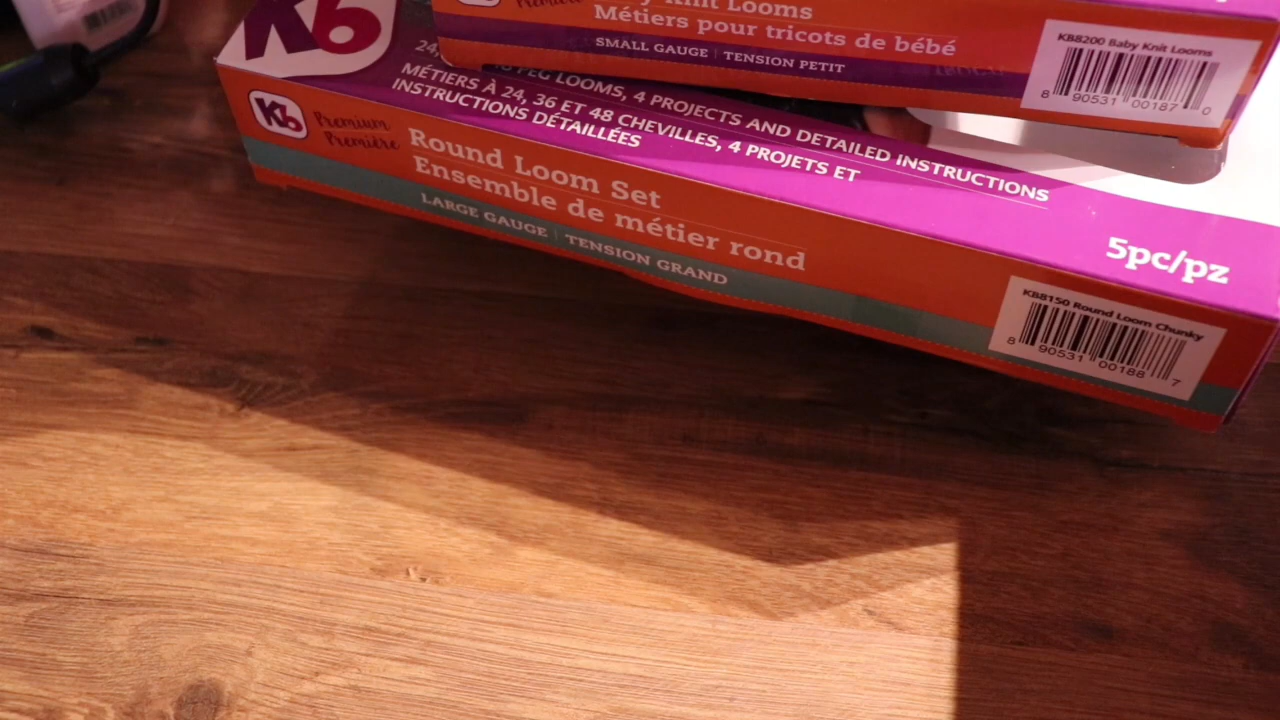 Kb
Knit Looms
Métiers pour tricots de bébé
SMALL GAUGE | TENSION PETIT
KB8200 Baby Knit Looms
8 90531 00187 0
24,
PEG LOOMS, 4 PROJECTS AND DETAILED INSTRUCTIONS
MÉTIERS À 24, 36 ET 48 CHEVILLES, 4 PROJETS ET
INSTRUCTIONS DÉTAILLÉES
5pc/pz
Kb
Premium
Première
Round Loom Set
Ensemble de métier rond
LARGE GAUGE | TENSION GRAND
KB8150 Round Loom Chunky
8 90531 00188 7